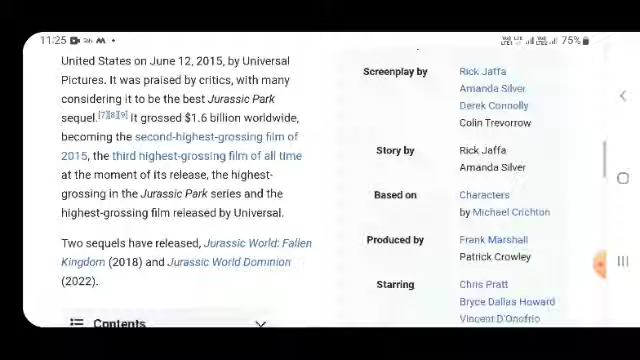 11:25
75%
United States on June 12, 2015, by Universal
Pictures. It was praised by critics, with many
considering it to be the best Jurassic Park
sequel.[7][8][9] It grossed $1.6 billion worldwide,
becoming the second-highest-grossing film of
2015, the third highest-grossing film of all time
at the moment of its release, the highest-
grossing in the Jurassic Park series and the
highest-grossing film released by Universal.
Two sequels have released, Jurassic World: Fallen
Kingdom (2018) and Jurassic World Dominion
(2022).
Contents
Screenplay by
Rick Jaffa
Amanda Silver
Derek Connolly
Colin Trevorrow
Story by
Rick Jaffa
Amanda Silver
Based on
Characters
by Michael Crichton
Produced by
Frank Marshall
Patrick Crowley
Starring
Chris Pratt
Bryce Dallas Howard
Vincent D'Onofrio